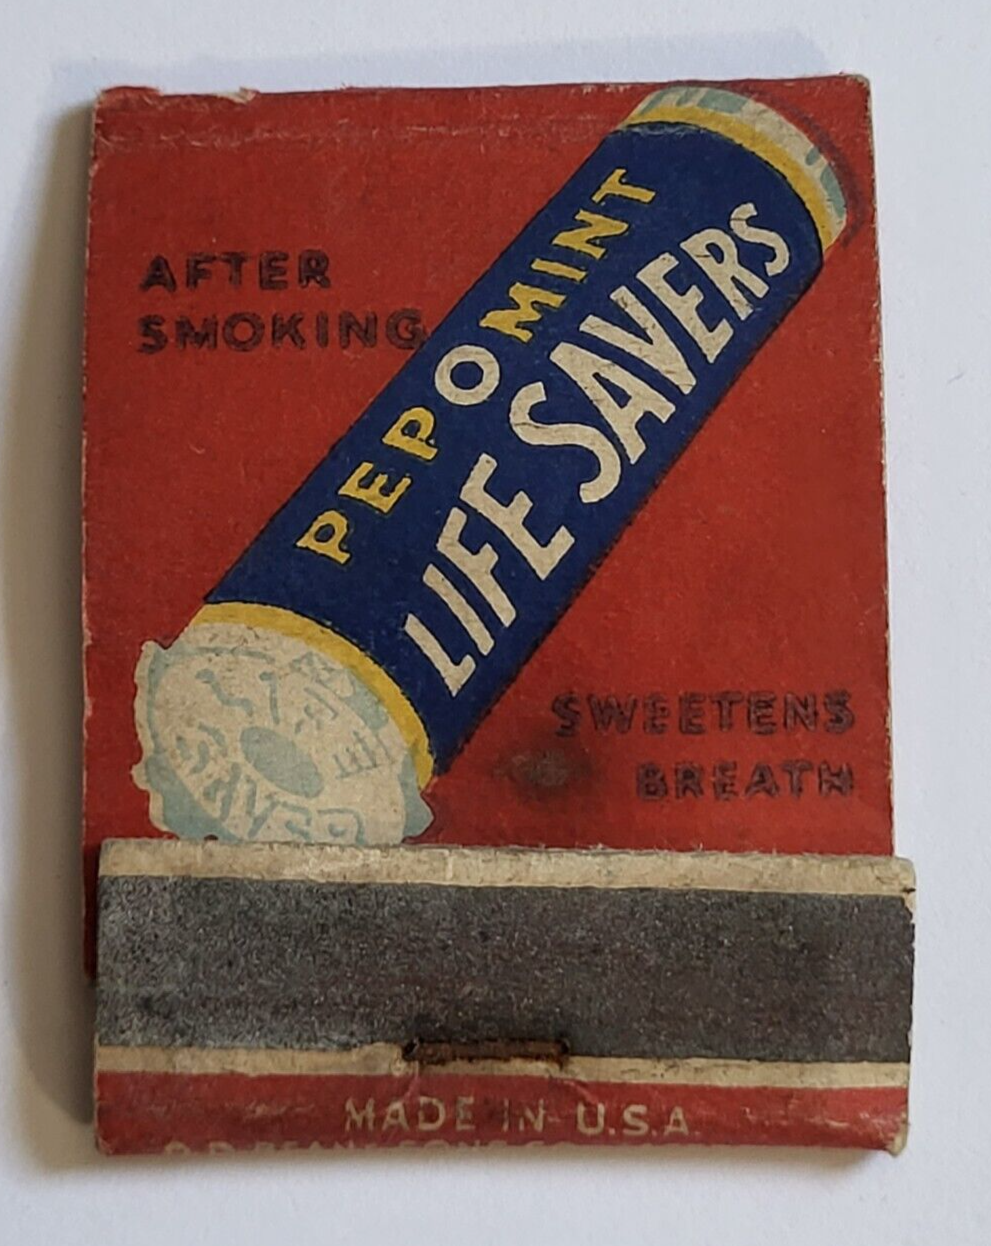 AFTER
SMOKING
PEPOMINT
LIFE SAVERS
SWEETENS
BREATH
MADE IN U.S.A.